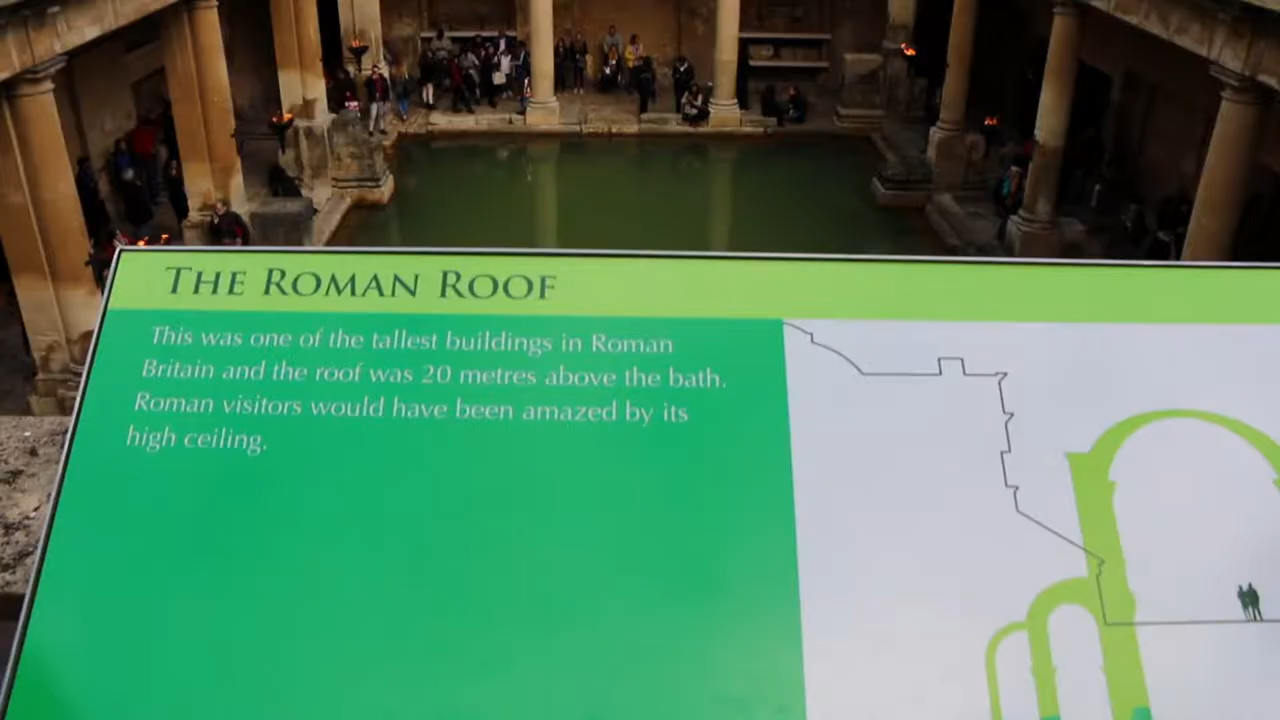 THE ROMAN ROOF
This was one of the tallest buildings in Roman
Britain and the roof was 20 metres above the bath.
Roman visitors would have been amazed by its
high ceiling.